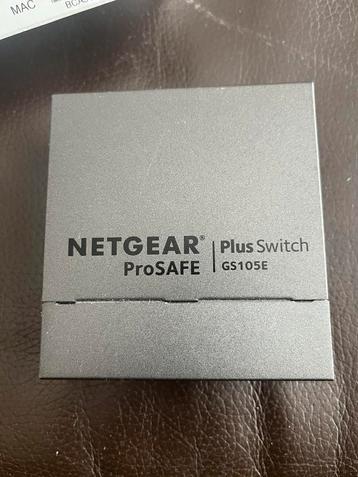 MAC
NETGEAR®
ProSAFE
Plus Switch
GS105E